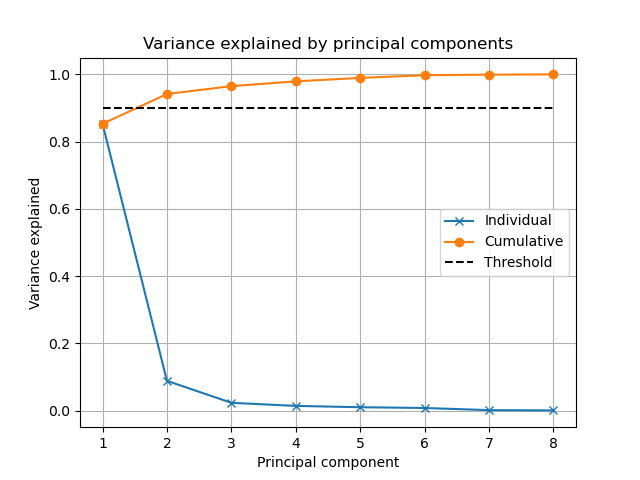 Variance explained by principal components
1.0
0.8
0.6
0.4
0.2
0.0
Variance explained
Individual
Cumulative
Threshold
1 2 3 4 5 6 7 8
Principal component